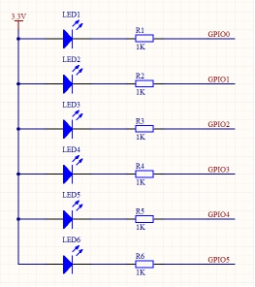 3.3V
LED1
R1
GPIO0
1K
LED2
R2
GPIO1
1K
LED3
R3
GPIO2
1K
LED4
R4
GPIO3
1K
LED5
R5
GPIO4
1K
LED6
R6
GPIO5
1K